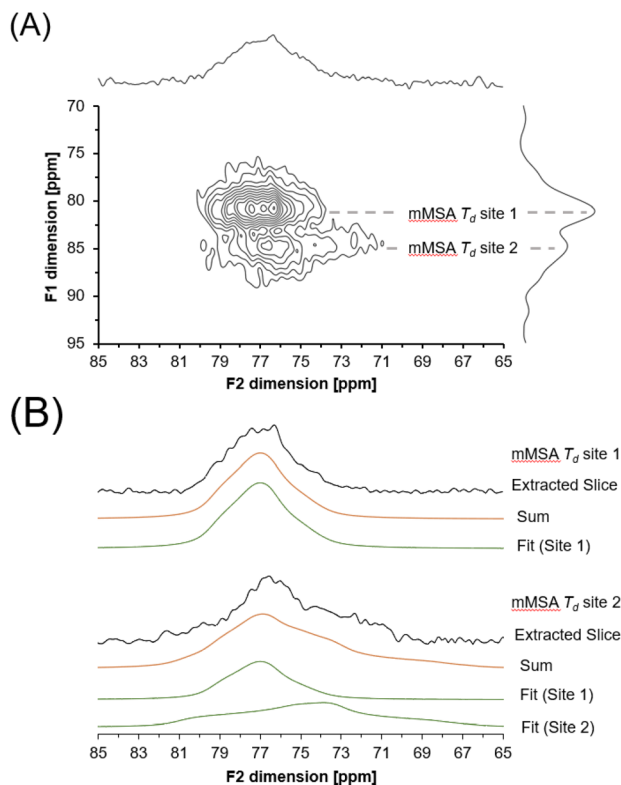 (A)
70
75
80
85
90
95
F1 dimension [ppm]
mMSA Td site 1
mMSA Td site 2
85 83 81 79 77 75 73 71 69 67 65
F2 dimension [ppm]
(B)
mMSA Td site 1
Extracted Slice
Sum
Fit (Site 1)
mMSA Td site 2
Extracted Slice
Sum
Fit (Site 1)
Fit (Site 2)
85 83 81 79 77 75 73 71 69 67 65
F2 dimension [ppm]